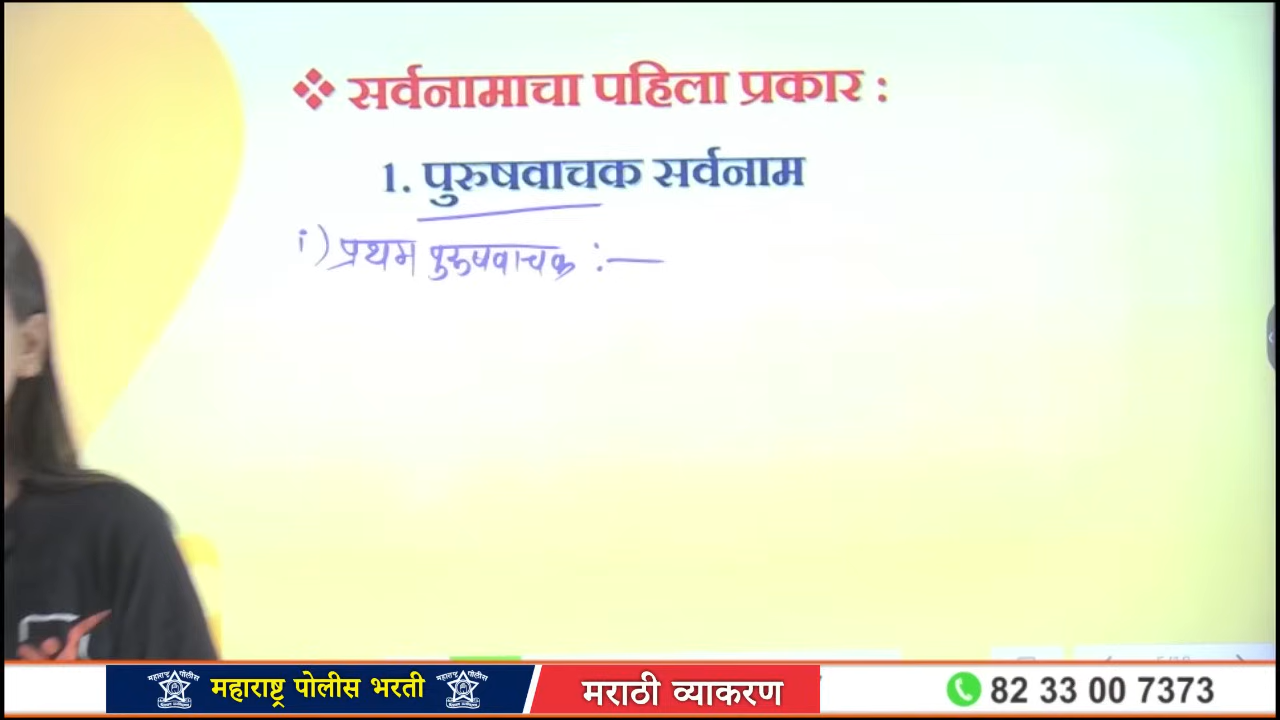 ❖ सर्वनामाचा पहिला प्रकार :
1. पुरुषवाचक सर्वनाम
i) प्रथम पुरुषवाचक :—
महाराष्ट्र पोलीस भरती
मराठी व्याकरण
82 33 00 7373